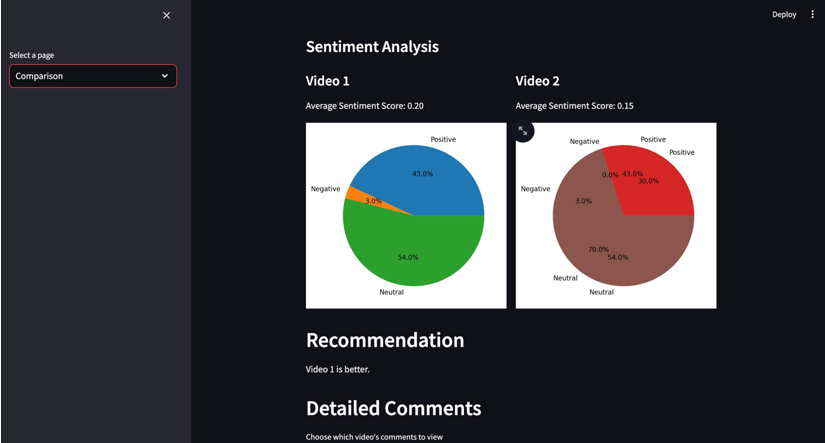 Deploy
Select a page
Comparison
Sentiment Analysis
Video 1
Average Sentiment Score: 0.20
Positive
43.0%
Negative
3.0%
54.0%
Neutral
Video 2
Average Sentiment Score: 0.15
Negative
Positive
Positive
0.0%
43.0%
30.0%
Negative
3.0%
70.0%
54.0%
Neutral
Neutral
Recommendation
Video 1 is better.
Detailed Comments
Choose which video's comments to view